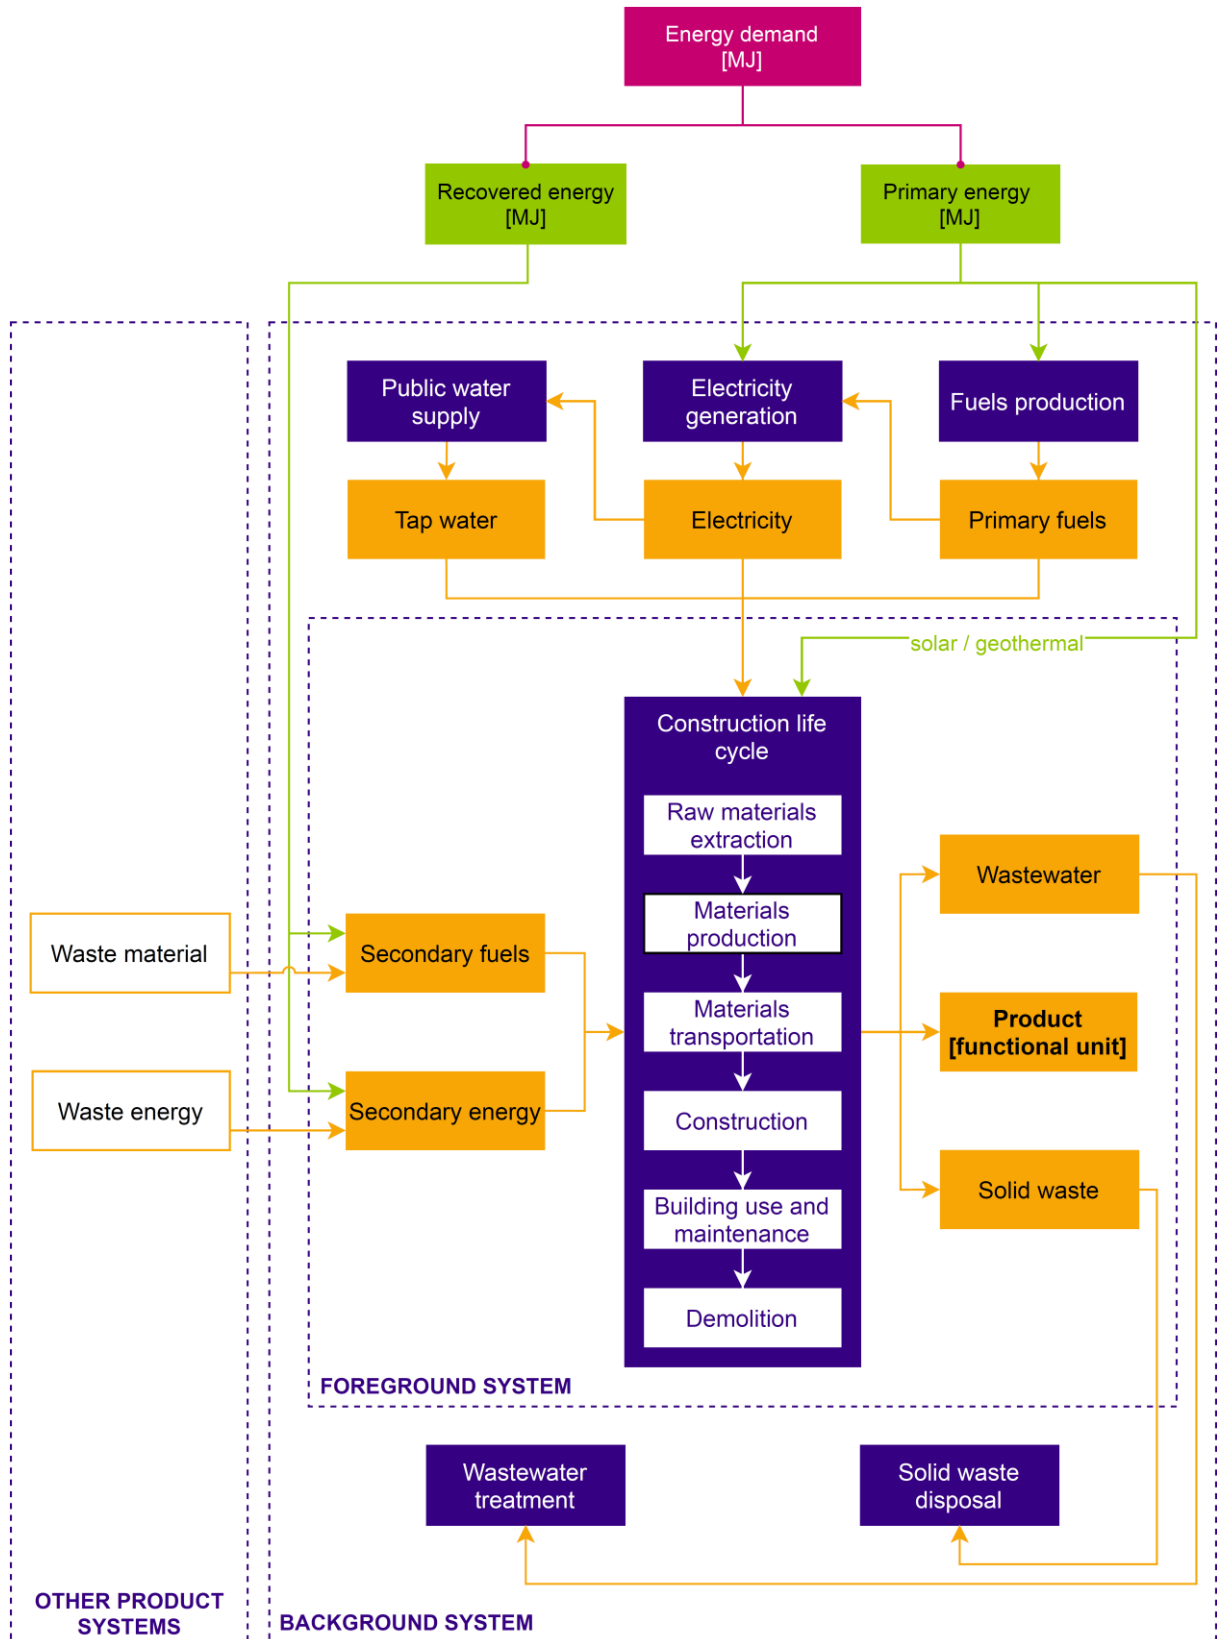 Energy demand
[MJ]
Recovered energy
[MJ]
Primary energy
[MJ]
Public water
supply
Electricity
generation
Fuels production
Tap water
Electricity
Primary fuels
solar / geothermal
Construction life
cycle
Raw materials
extraction
Materials
production
Materials
transportation
Construction
Building use and
maintenance
Demolition
Waste material
Secondary fuels
Waste energy
Secondary energy
Wastewater
Product
[functional unit]
Solid waste
FOREGROUND SYSTEM
Wastewater
treatment
Solid waste
disposal
OTHER PRODUCT
SYSTEMS
BACKGROUND SYSTEM